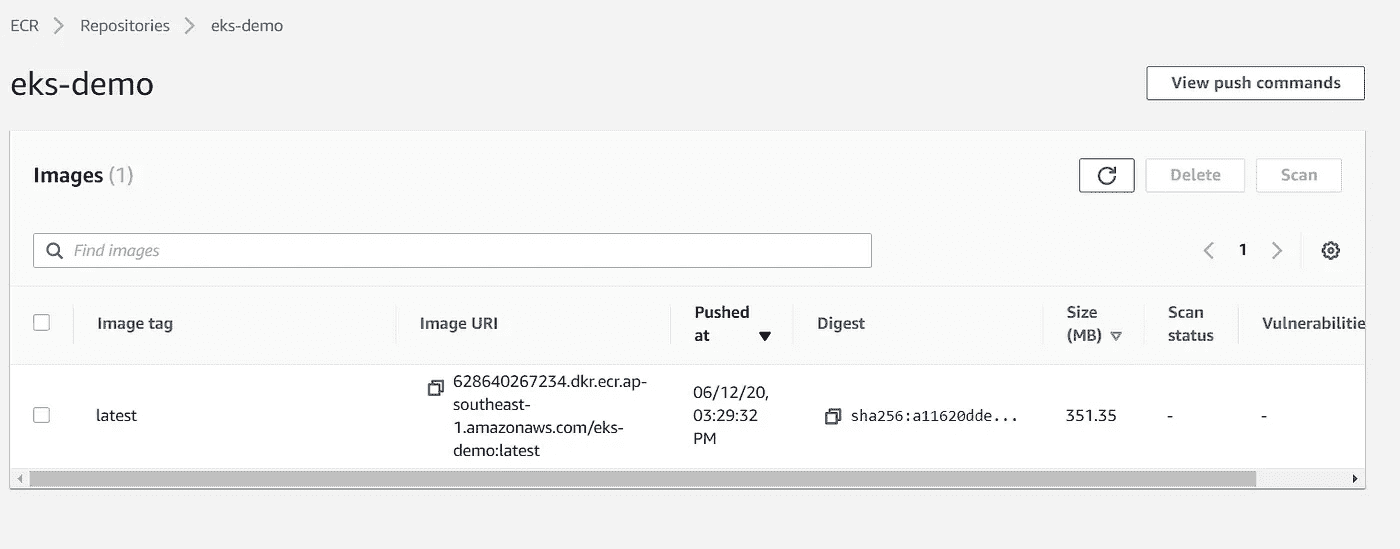 ECR Repositories eks-demo
eks-demo
View push commands
Images (1)
Delete
Scan
Find images
1
Image tag
Image URI
Pushed
at
Digest
Size
(MB)
Scan
status
Vulnerabilitie
latest
628640267234.dkr.ecr.ap-
southeast-
1.amazonaws.com/eks-
demo:latest
06/12/20,
03:29:32
PM
sha256:a11620dde...
351.35
-
-